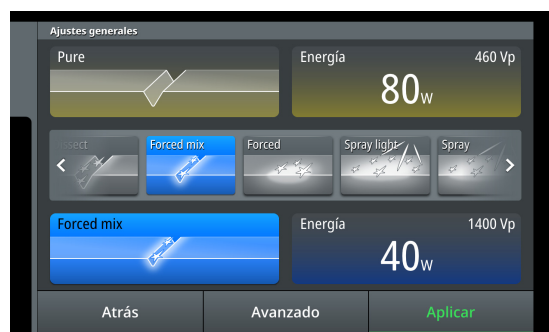 Ajustes generales
Pure
Energía 460 Vp
80W
Forced mix Forced Spray light Spray
Forced mix
Energía 1400 Vp
40W
Atrás Avanzado Aplicar